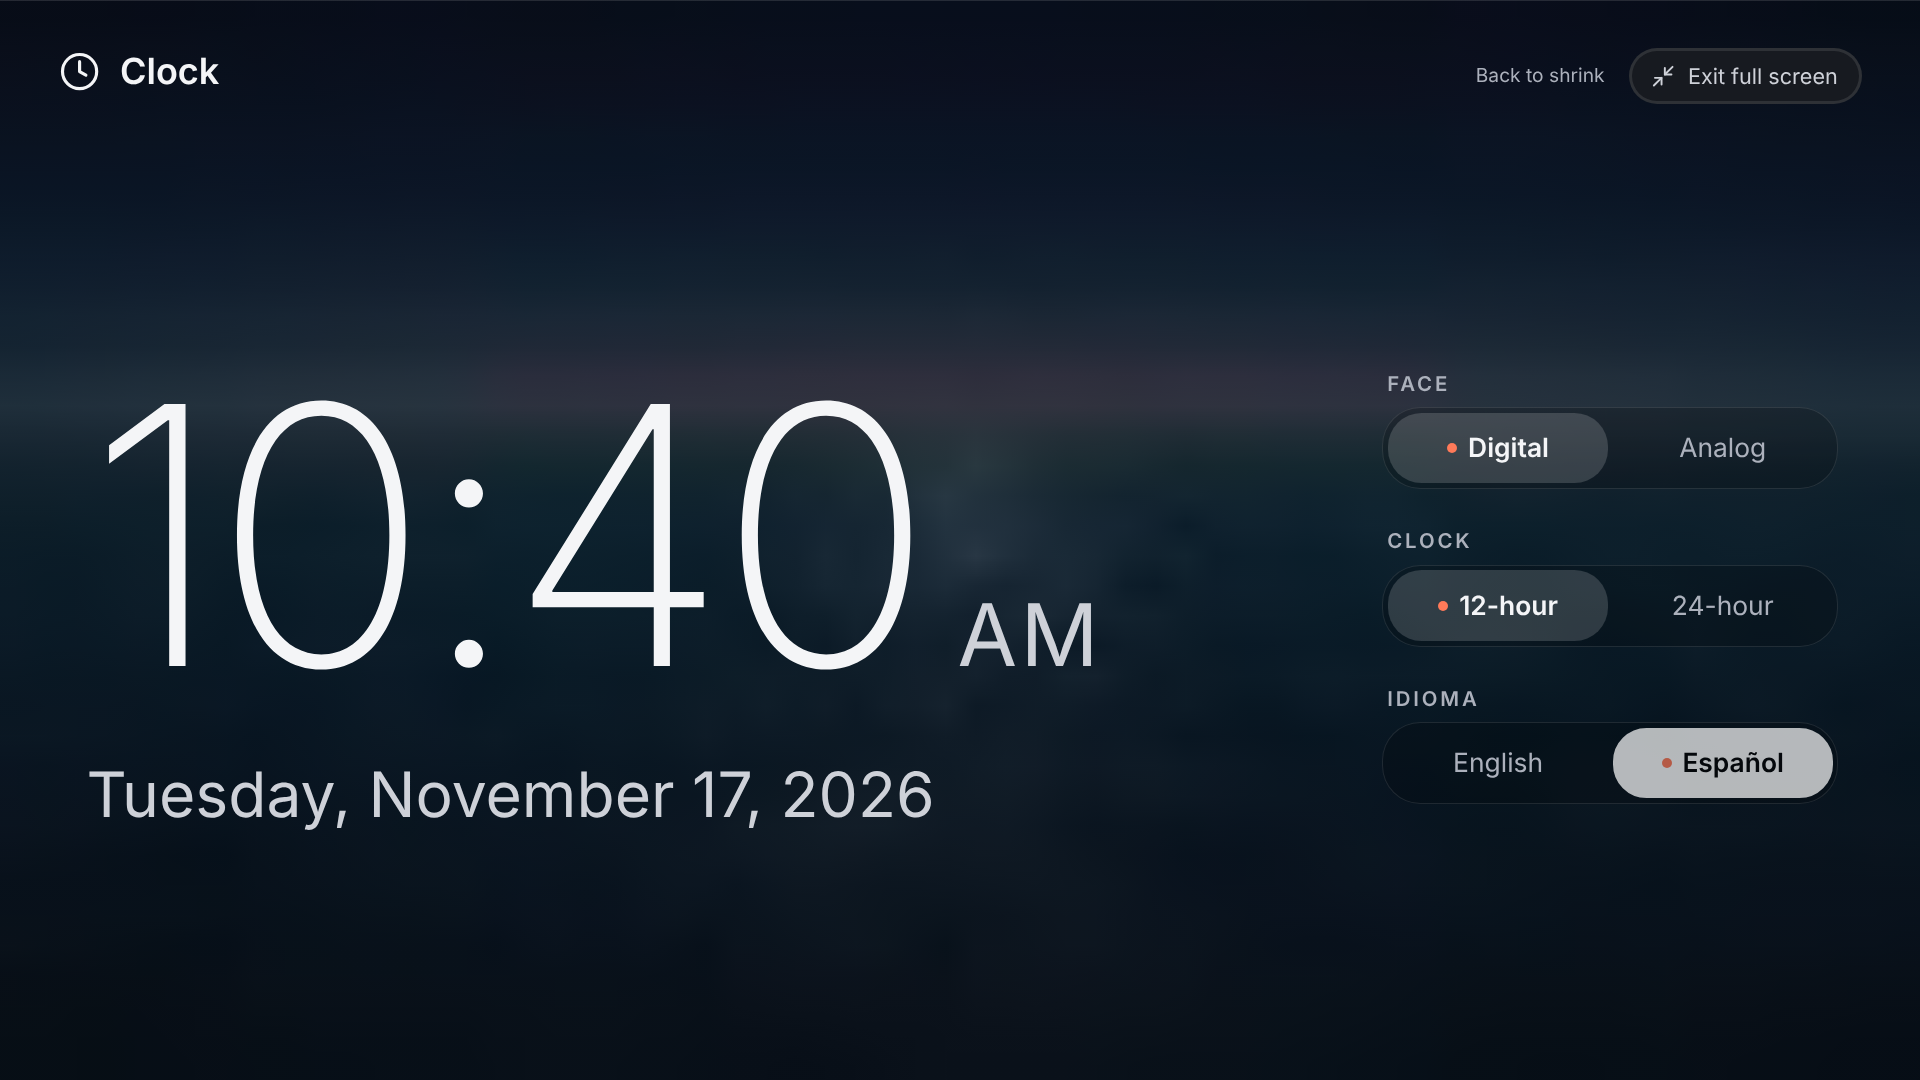 Clock
Back to shrink
Exit full screen
10:40 AM
Tuesday, November 17, 2026
FACE
Digital
Analog
CLOCK
12-hour
24-hour
IDIOMA
English
Español